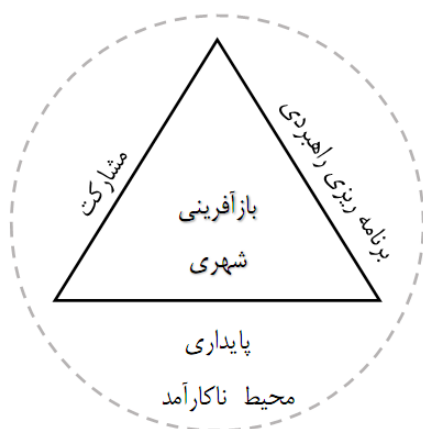 مشارکت
برنامه ریزی راهبردی
بازآفرینی
شهری
پایداری
محیط ناکارآمد